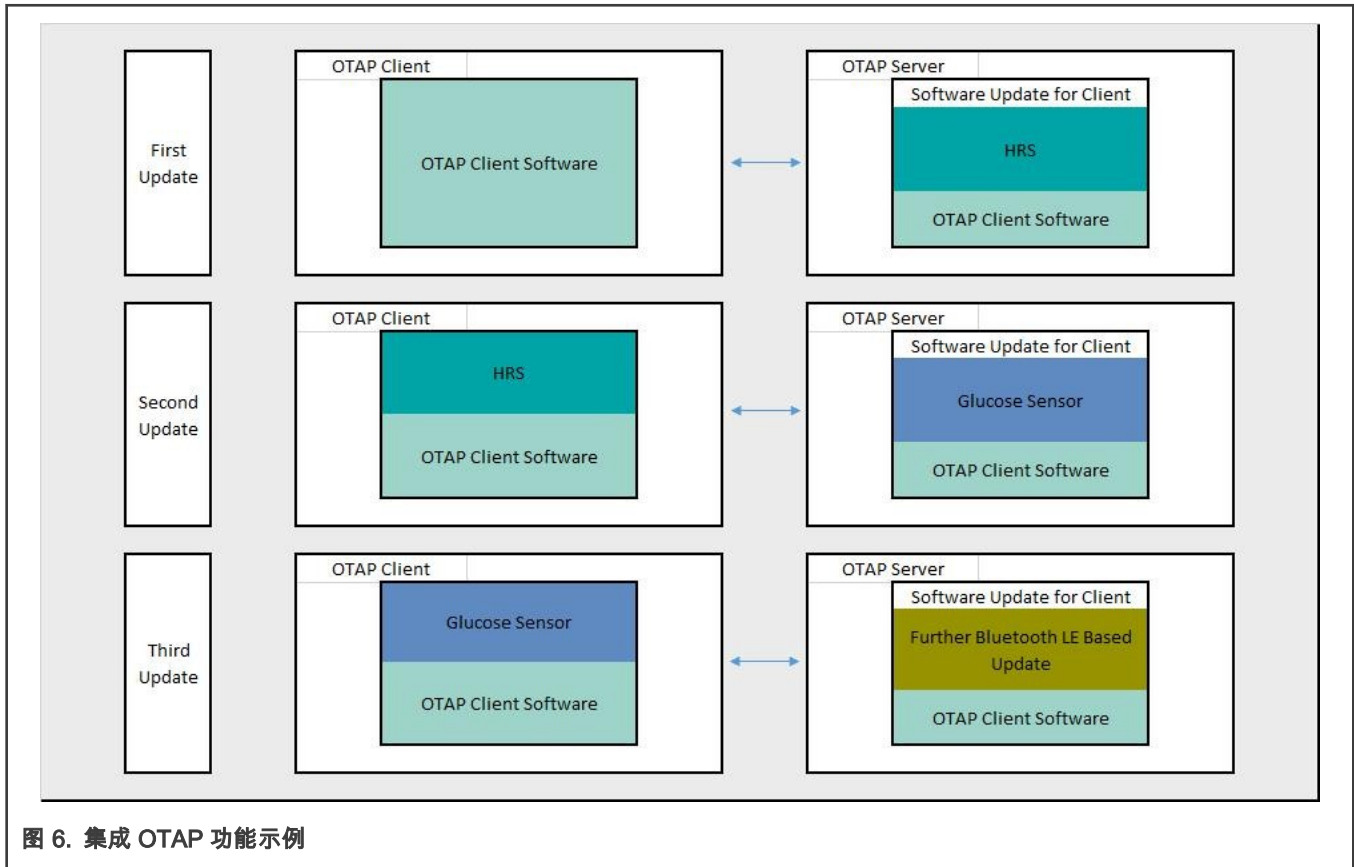 First
Update
OTAP Client
OTAP Client Software
OTAP Server
Software Update for Client
HRS
OTAP Client Software
Second
Update
OTAP Client
HRS
OTAP Client Software
OTAP Server
Software Update for Client
Glucose Sensor
OTAP Client Software
Third
Update
OTAP Client
Glucose Sensor
OTAP Client Software
OTAP Server
Software Update for Client
Further Bluetooth LE Based
Update
OTAP Client Software
图 6. 集成 OTAP 功能示例